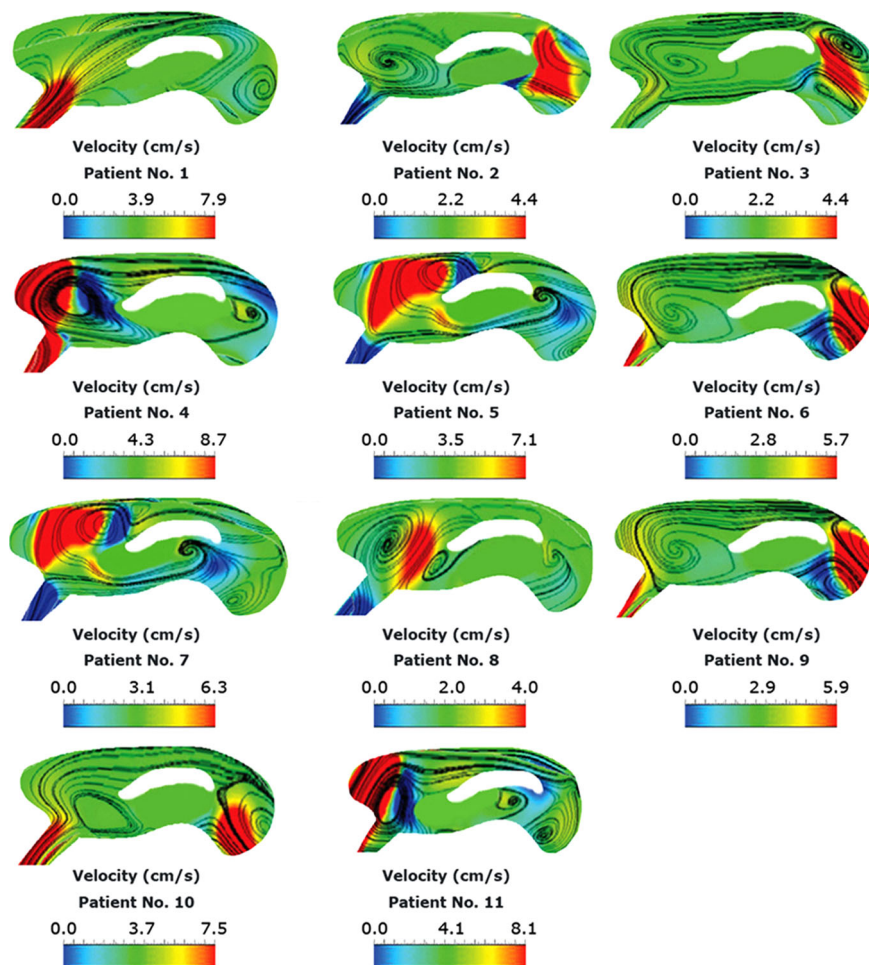 Velocity (cm/s) Velocity (cm/s) Velocity (cm/s)
Patient No. 1 Patient No. 2 Patient No. 3
0.0 3.9 7.9 0.0 2.2 4.4 0.0 2.2 4.4
Velocity (cm/s) Velocity (cm/s) Velocity (cm/s)
Patient No. 4 Patient No. 5 Patient No. 6
0.0 4.3 8.7 0.0 3.5 7.1 0.0 2.8 5.7
Velocity (cm/s) Velocity (cm/s) Velocity (cm/s)
Patient No. 7 Patient No. 8 Patient No. 9
0.0 3.1 6.3 0.0 2.0 4.0 0.0 2.9 5.9
Velocity (cm/s) Velocity (cm/s)
Patient No. 10 Patient No. 11
0.0 3.7 7.5 0.0 4.1 8.1